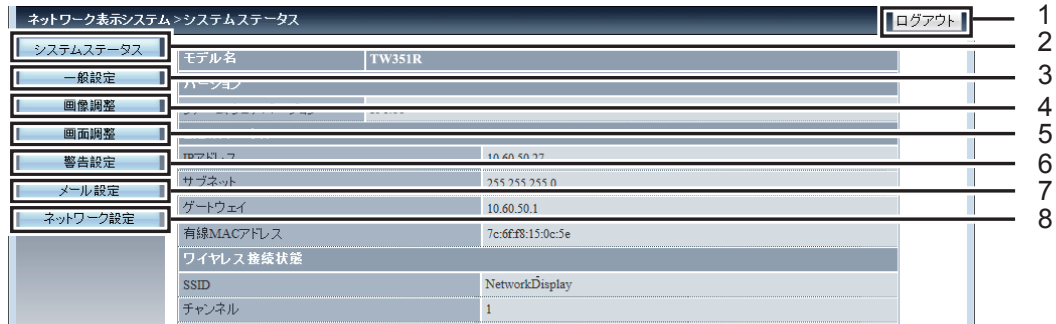 ネットワーク表示システム>システムステータス
ログアウト
1
システムステータス
2
モデル名 TW351R
一般設定
3
バージョン
画像調整
4
画面調整
5
IPアドレス 10.60.50.27
警告設定
6
サブネット 255.255.255.0
メール設定
7
ゲートウェイ 10.60.50.1
ネットワーク設定
8
有線MACアドレス 7c:6f:f8:15:0c:5e
ワイヤレス接続状態
SSID NetworkDisplay
チャンネル 1